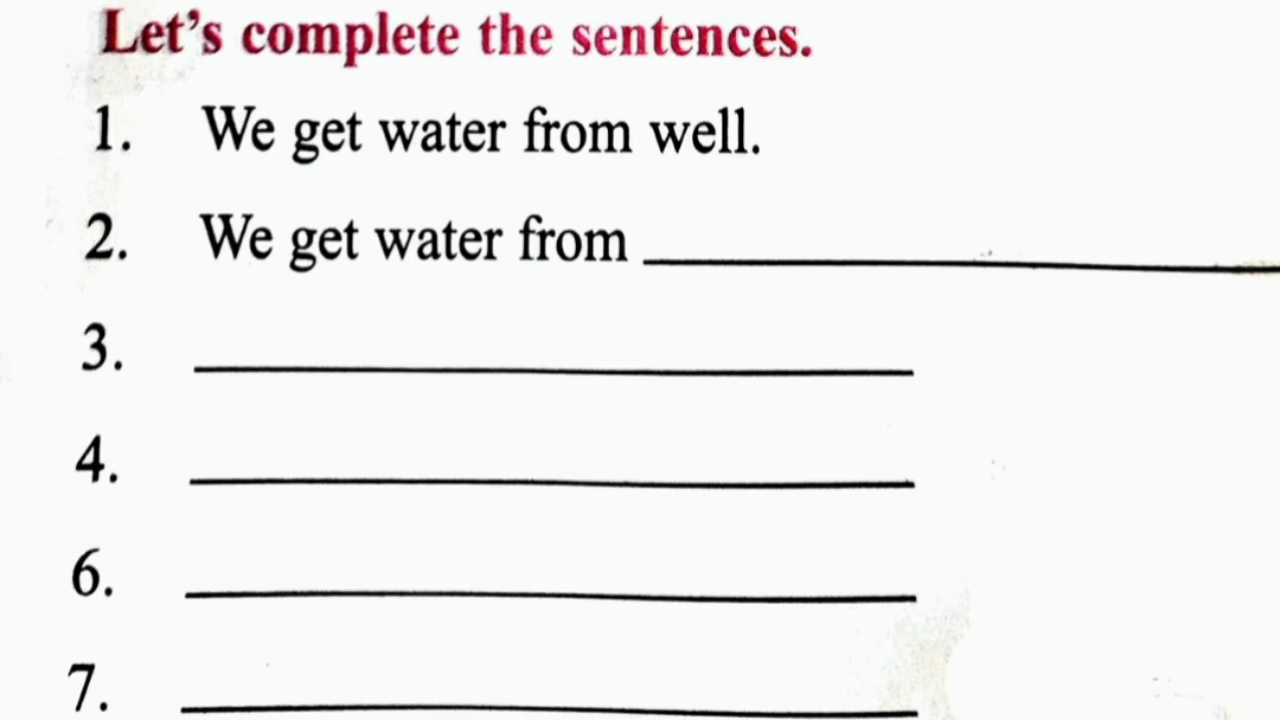 Let's complete the sentences.
1. We get water from well.
2. We get water from
3.
4.
6.
7.